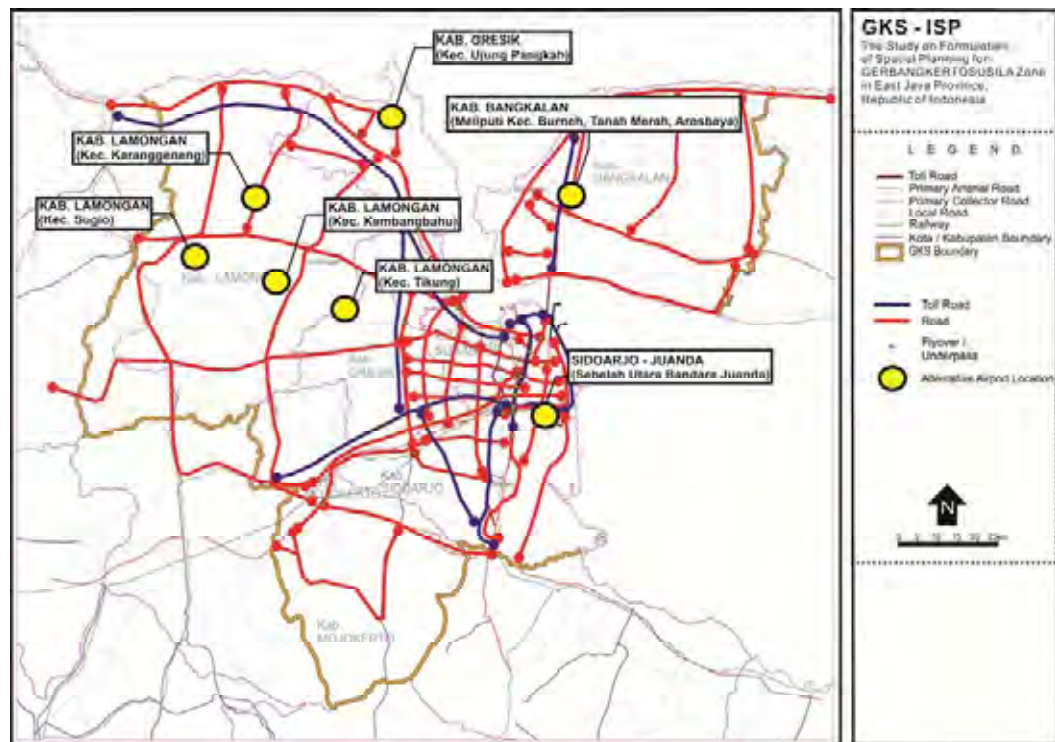 KAB. GRESIK
(Kec. Ujung Pangkah)
KAB. BANGKALAN
(Meliputi Kec. Burneh, Tanah Merah, Arosbaya)
KAB. LAMONGAN
(Kec. Karanggeneng)
KAB. LAMONGAN
(Kec. Sugio)
KAB. LAMONGAN
(Kec. Kembangbahu)
KAB. LAMONGAN
(Kec. Tikung)
SIDOARJO - JUANDA
(Sebelah Utara Bandara Juanda)
BANGKALAN
Kab.
GRESIK
Kab.
SIDOARJO
Kab.
MOJOKERTO
GKS - ISP
The Study on Formulation
of Spatial Planning for
GERBANGKERTOSUSILA Zone
in East Java Province,
Republic of Indonesia
L E G E N D
Toll Road
Primary Arterial Road
Primary Collector Road
Local Road
Railway
Kota / Kabupaten Boundary
GKS Boundary
Toll Road
Road
Flyover /
Underpass
Alternative Airport Location
N